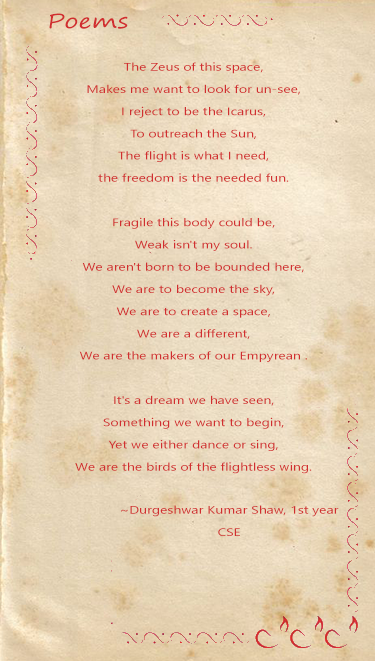 Poems
The Zeus of this space,
Makes me want to look for un-see,
I reject to be the Icarus,
To outreach the Sun,
The flight is what I need,
the freedom is the needed fun.
Fragile this body could be,
Weak isn't my soul.
We aren't born to be bounded here,
We are to become the sky,
We are to create a space,
We are a different,
We are the makers of our Empyrean .
It's a dream we have seen,
Something we want to begin,
Yet we either dance or sing,
We are the birds of the flightless wing.
~Durgeshwar Kumar Shaw, 1st year
CSE